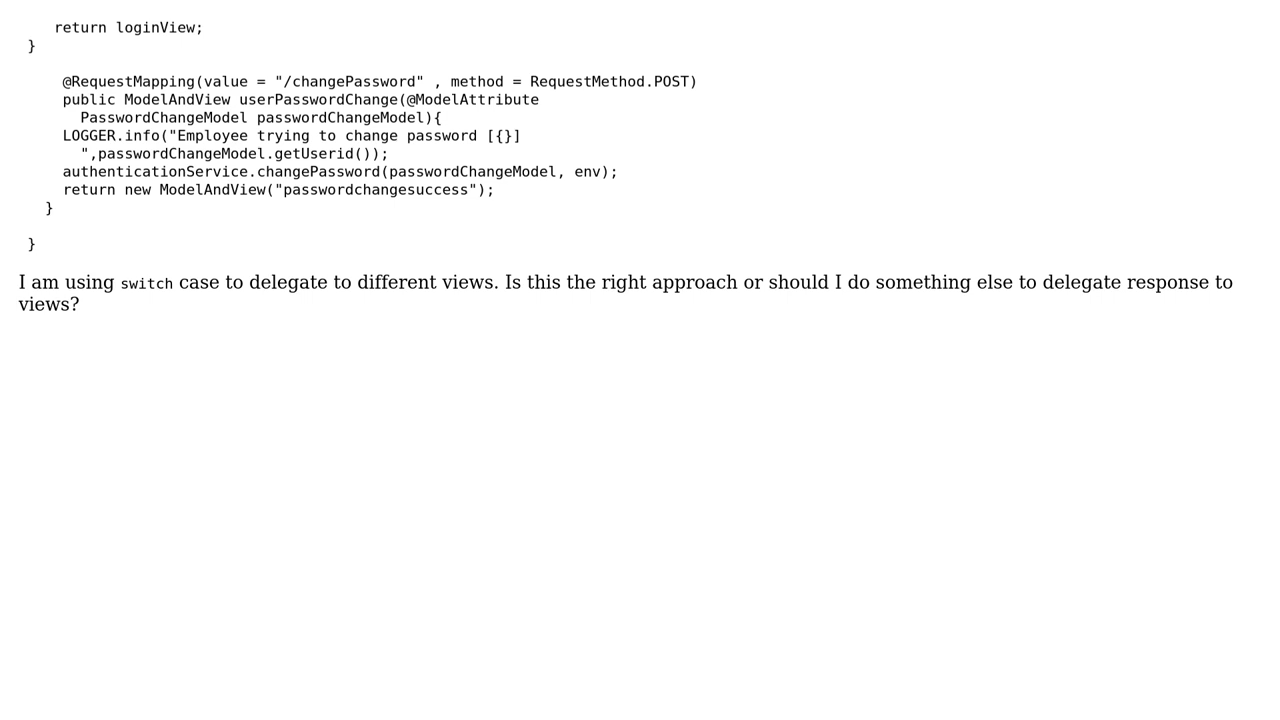 return loginView;
}
@RequestMapping(value = "/changePassword" , method = RequestMethod.POST)
public ModelAndView userPasswordChange(@ModelAttribute
PasswordChangeModel passwordChangeModel){
LOGGER.info("Employee trying to change password [{}]
",passwordChangeModel.getUserid());
authenticationService.changePassword(passwordChangeModel, env);
return new ModelAndView("passwordchangesuccess");
}
}
I am using switch case to delegate to different views. Is this the right approach or should I do something else to delegate response to
views?